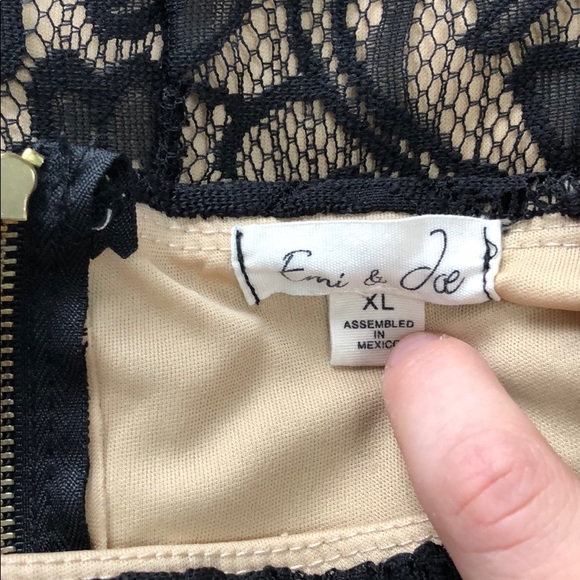 Emi & Joe
XL
ASSEMBLED
IN
MEXICO